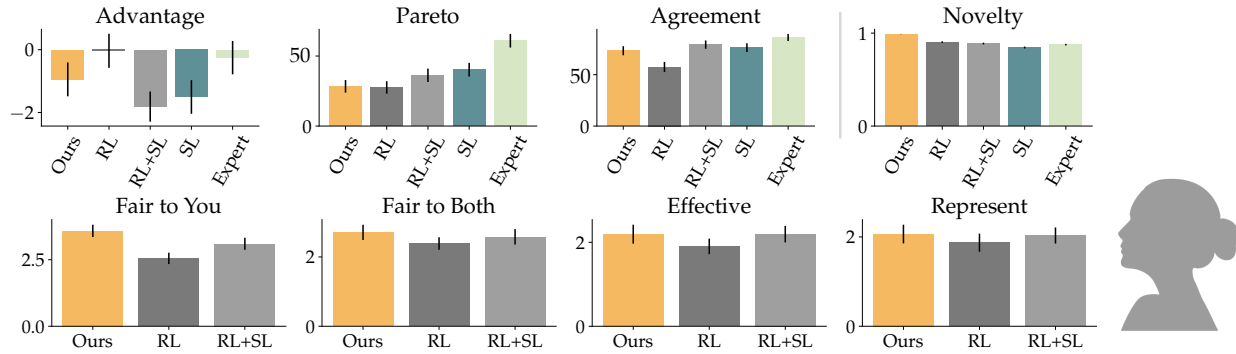 Advantage
0
−2
Ours
RL
RL+SL
SL
Expert
Pareto
50
0
Ours
RL
RL+SL
SL
Expert
Agreement
50
0
Ours
RL
RL+SL
SL
Expert
Novelty
1
0
Ours
RL
RL+SL
SL
Expert
Fair to You
2.5
0.0
Ours
RL
RL+SL
Fair to Both
2
0
Ours
RL
RL+SL
Effective
2
0
Ours
RL
RL+SL
Represent
2
0
Ours
RL
RL+SL